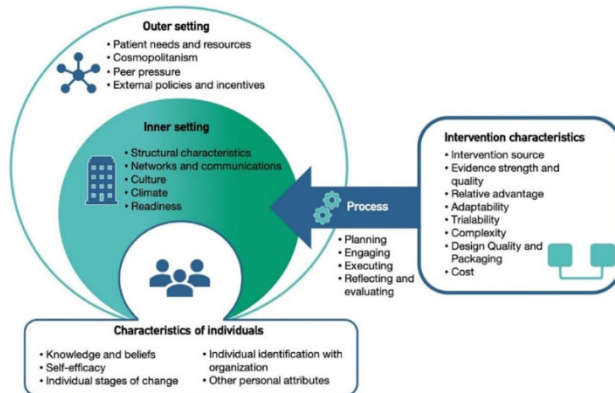 Outer setting
• Patient needs and resources
• Cosmopolitanism
• Peer pressure
• External policies and incentives
Inner setting
• Structural characteristics
• Networks and communications
• Culture
• Climate
• Readiness
Process
• Planning
• Engaging
• Executing
• Reflecting and
evaluating
Intervention characteristics
• Intervention source
• Evidence strength and
quality
• Relative advantage
• Adaptability
• Trialability
• Complexity
• Design Quality and
Packaging
• Cost
Characteristics of individuals
• Knowledge and beliefs
• Self-efficacy
• Individual stages of change
• Individual identification with
organization
• Other personal attributes